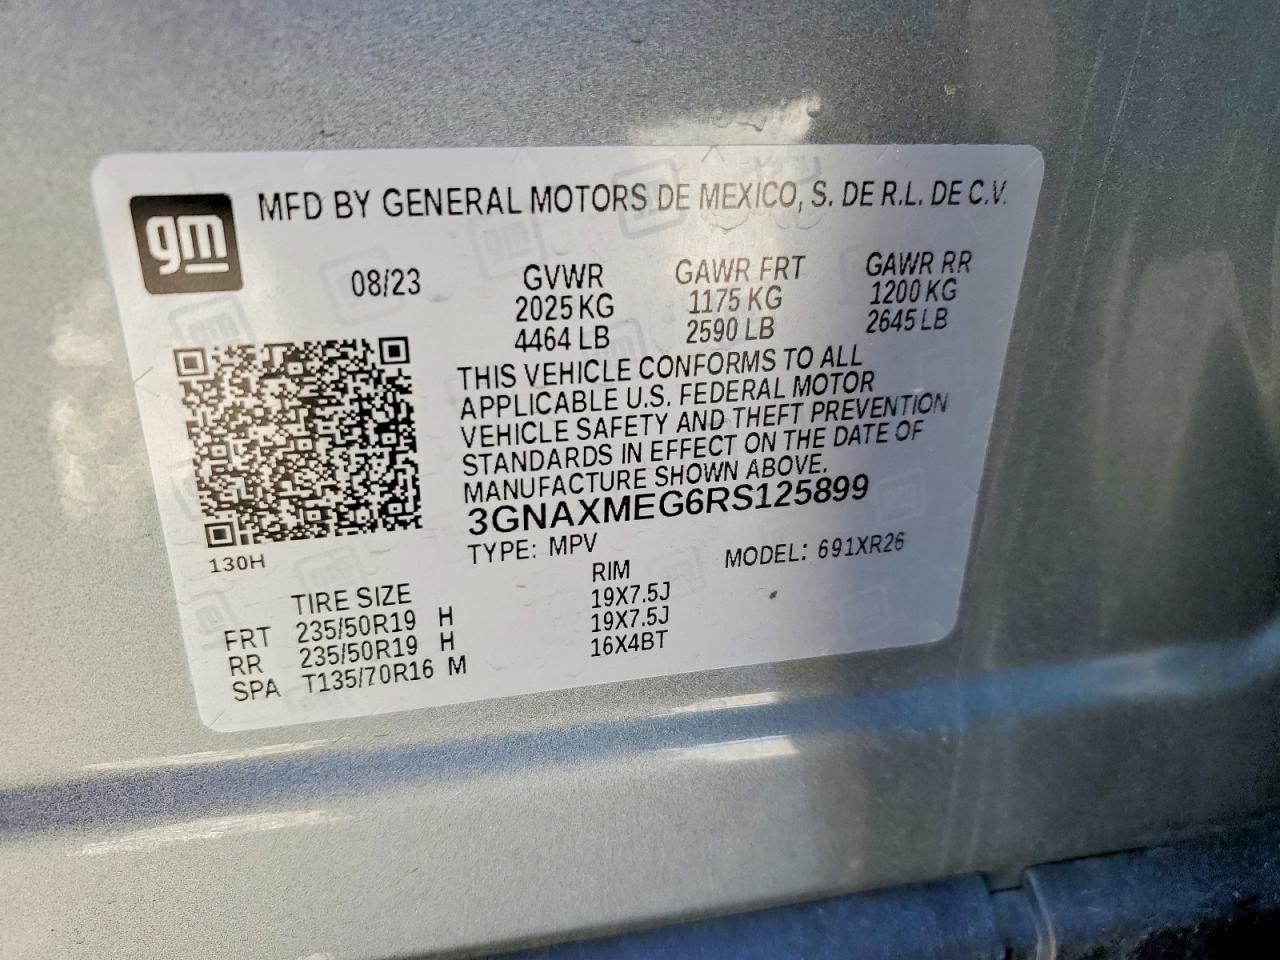 gm
MFD BY GENERAL MOTORS DE MEXICO, S. DE R.L. DE C.V.
08/23
GVWR GAWR FRT GAWR RR
2025 KG 1175 KG 1200 KG
4464 LB 2590 LB 2645 LB
THIS VEHICLE CONFORMS TO ALL
APPLICABLE U.S. FEDERAL MOTOR
VEHICLE SAFETY AND THEFT PREVENTION
STANDARDS IN EFFECT ON THE DATE OF
MANUFACTURE SHOWN ABOVE.
3GNAXMEG6RS125899
130H
TYPE: MPV MODEL: 691XR26
TIRE SIZE RIM
FRT 235/50R19 H 19X7.5J
RR 235/50R19 H 19X7.5J
SPA T135/70R16 M 16X4BT